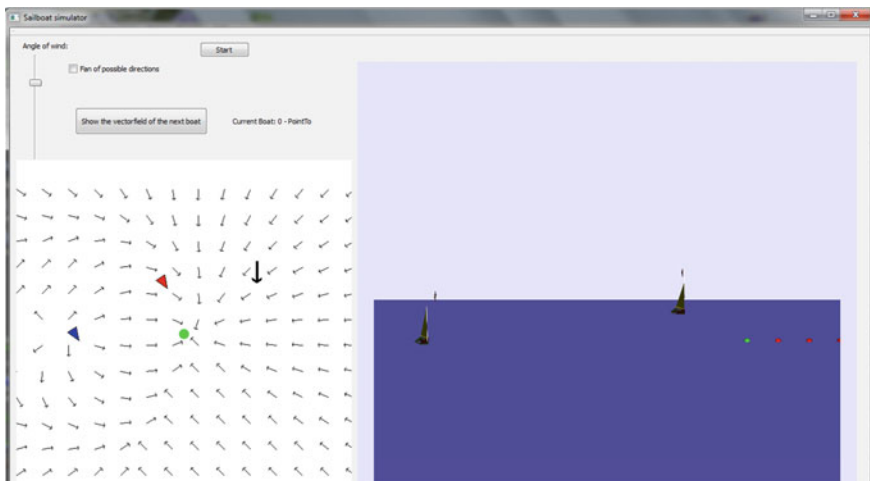 Sailboat simulator
Angle of wind:
Start
Fan of possible directions
Show the vectorfield of the next boat
Current Boat: 0 - PointTo